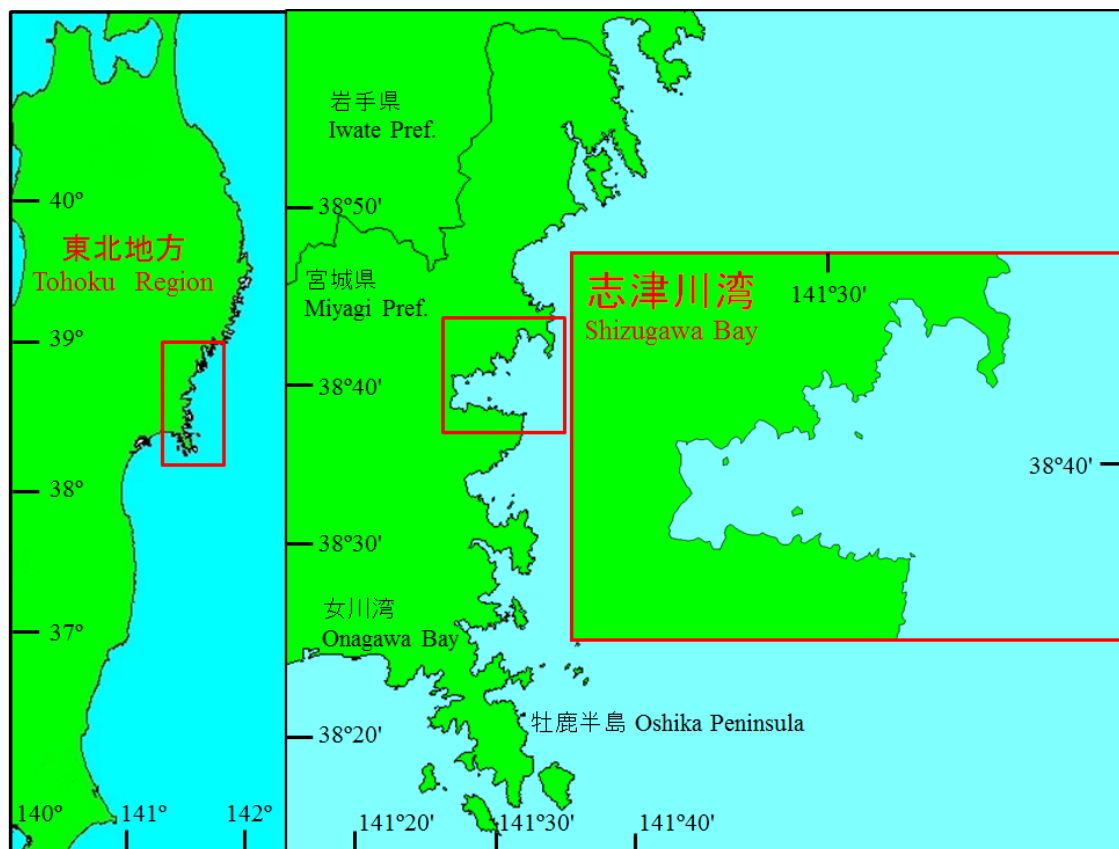 40°
東北地方
Tohoku Region
39°
38°
37°
140°
141°
142°
岩手県
Iwate Pref.
38°50'
宮城県
Miyagi Pref.
38°40'
38°30'
女川湾
Onagawa Bay
38°20'
牡鹿半島 Oshika Peninsula
141°20'
141°30'
141°40'
志津川湾
Shizugawa Bay
141°30'
38°40'